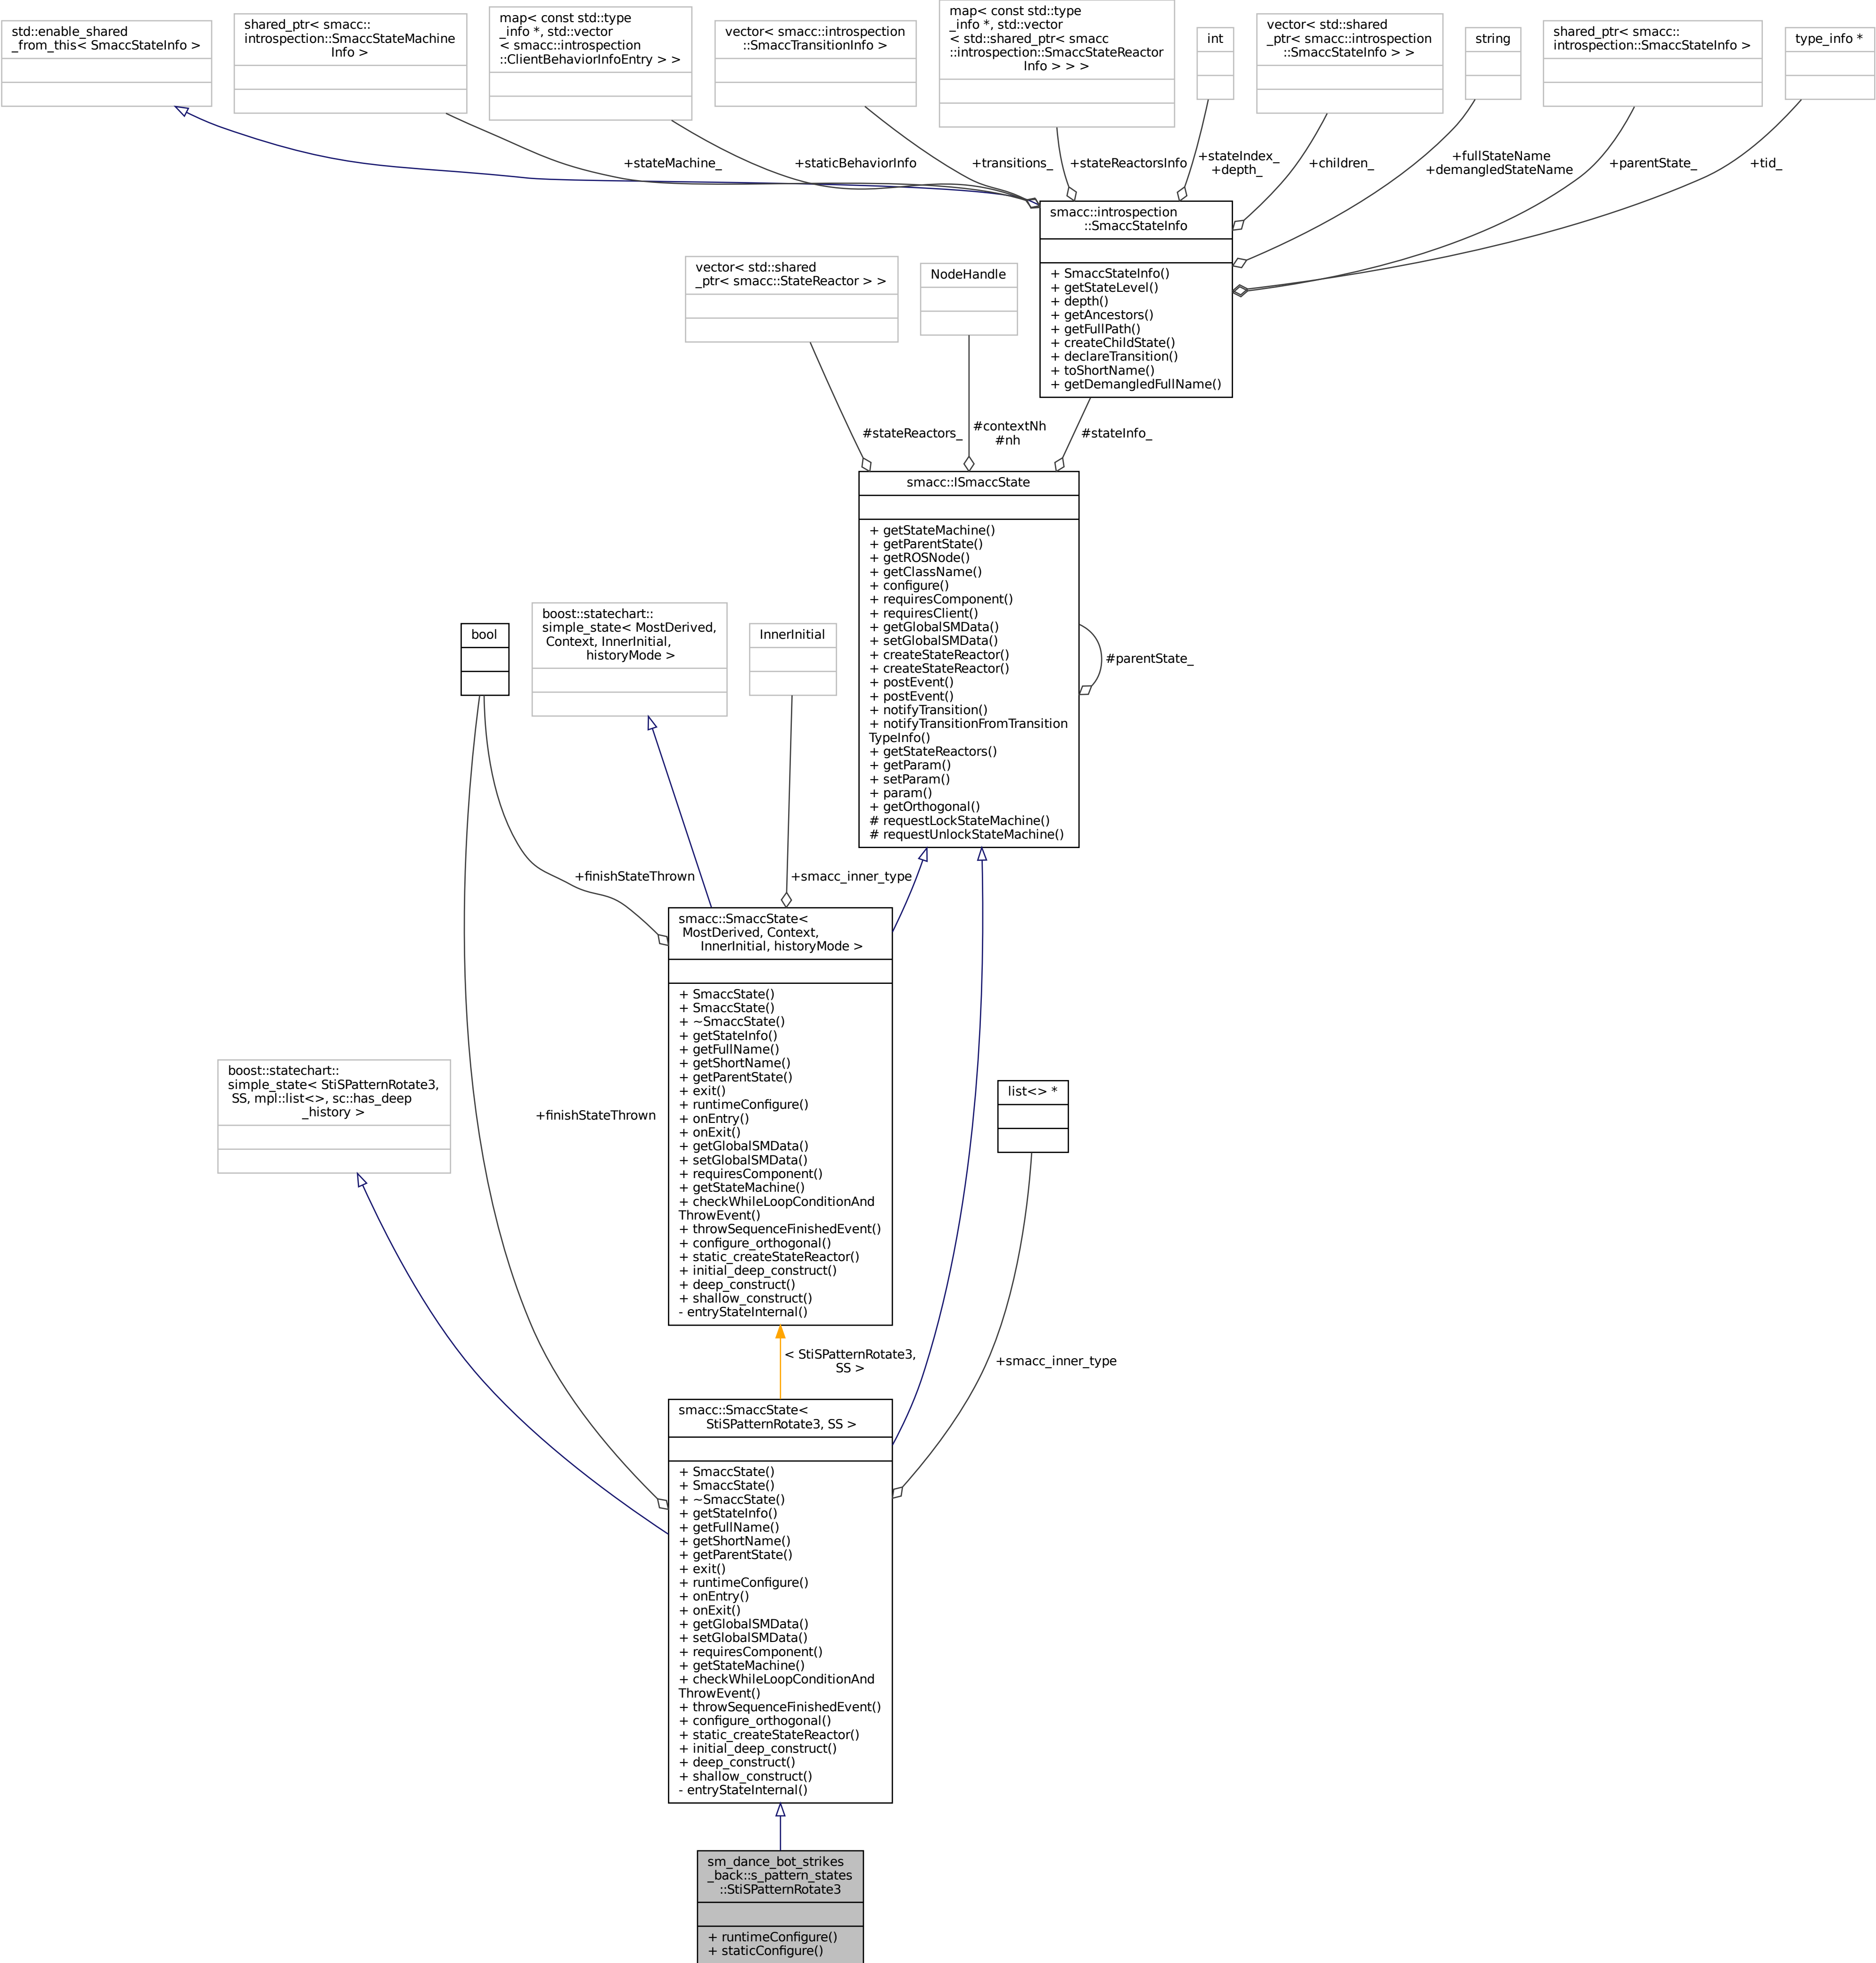 std::enable_shared
_from_this< SmaccStateInfo >
shared_ptr< smacc::
introspection::SmaccStateMachine
Info >
map< const std::type
_info *, std::vector
< smacc::introspection
::ClientBehaviorInfoEntry > >
vector< smacc::introspection
::SmaccTransitionInfo >
map< const std::type
_info *, std::vector
< std::shared_ptr< smacc
::introspection::SmaccStateReactor
Info > > >
int
vector< std::shared
_ptr< smacc::introspection
::SmaccStateInfo > >
string
shared_ptr< smacc::
introspection::SmaccStateInfo >
type_info *
+stateMachine_
+staticBehaviorInfo
+transitions_
+stateReactorsInfo
+stateIndex_
+depth_
+children_
+fullStateName
+demangledStateName
+parentState_
+tid_
smacc::introspection
::SmaccStateInfo
+ SmaccStateInfo()
+ getStateLevel()
+ depth()
+ getAncestors()
+ getFullPath()
+ createChildState()
+ declareTransition()
+ toShortName()
+ getDemangledFullName()
vector< std::shared
_ptr< smacc::StateReactor > >
NodeHandle
#stateReactors_
#contextNh
#nh
#stateInfo_
smacc::ISmaccState
+ getStateMachine()
+ getParentState()
+ getROSNode()
+ getClassName()
+ configure()
+ requiresComponent()
+ requiresClient()
+ getGlobalSMData()
+ setGlobalSMData()
+ createStateReactor()
+ createStateReactor()
+ postEvent()
+ postEvent()
+ notifyTransition()
+ notifyTransitionFromTransition
TypeInfo()
+ getStateReactors()
+ getParam()
+ setParam()
+ param()
+ getOrthogonal()
# requestLockStateMachine()
# requestUnlockStateMachine()
#parentState_
bool
boost::statechart::
simple_state< MostDerived,
Context, InnerInitial,
historyMode >
InnerInitial
+finishStateThrown
+smacc_inner_type
smacc::SmaccState<
MostDerived, Context,
InnerInitial, historyMode >
+ SmaccState()
+ SmaccState()
+ ~SmaccState()
+ getStateInfo()
+ getFullName()
+ getShortName()
+ getParentState()
+ exit()
+ runtimeConfigure()
+ onEntry()
+ onExit()
+ getGlobalSMData()
+ setGlobalSMData()
+ requiresComponent()
+ getStateMachine()
+ checkWhileLoopConditionAnd
ThrowEvent()
+ throwSequenceFinishedEvent()
+ configure_orthogonal()
+ static_createStateReactor()
+ initial_deep_construct()
+ deep_construct()
+ shallow_construct()
- entryStateInternal()
boost::statechart::
simple_state< StiSPatternRotate3,
SS, mpl::list<>, sc::has_deep
_history >
+finishStateThrown
list<> *
< StiSPatternRotate3,
SS >
+smacc_inner_type
smacc::SmaccState<
StiSPatternRotate3, SS >
+ SmaccState()
+ SmaccState()
+ ~SmaccState()
+ getStateInfo()
+ getFullName()
+ getShortName()
+ getParentState()
+ exit()
+ runtimeConfigure()
+ onEntry()
+ onExit()
+ getGlobalSMData()
+ setGlobalSMData()
+ requiresComponent()
+ getStateMachine()
+ checkWhileLoopConditionAnd
ThrowEvent()
+ throwSequenceFinishedEvent()
+ configure_orthogonal()
+ static_createStateReactor()
+ initial_deep_construct()
+ deep_construct()
+ shallow_construct()
- entryStateInternal()
sm_dance_bot_strikes
_back::s_pattern_states
::StiSPatternRotate3
+ runtimeConfigure()
+ staticConfigure()